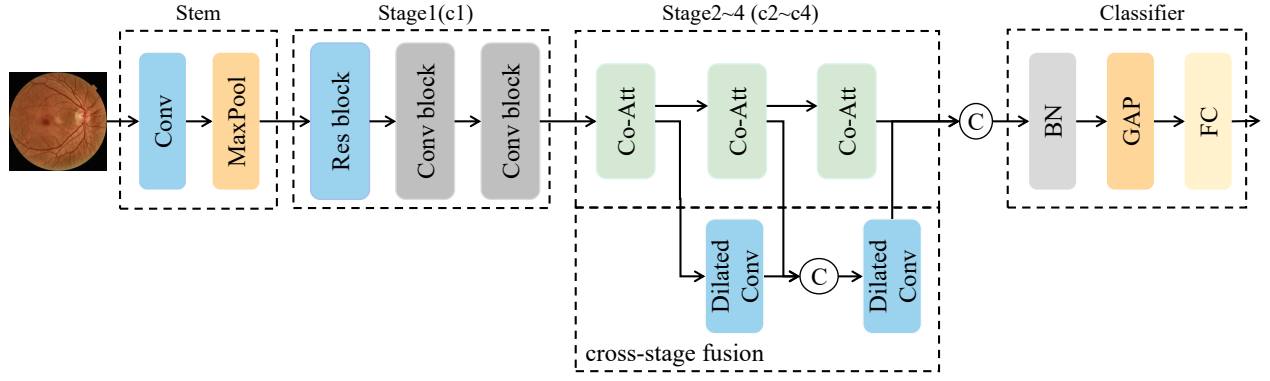 Stem
Stage1(c1)
Stage2~4 (c2~c4)
Classifier
Conv
MaxPool
Res block
Conv block
Conv block
Co-Att
Co-Att
Co-Att
C
BN
GAP
FC
Dilated
Conv
C
Dilated
Conv
cross-stage fusion